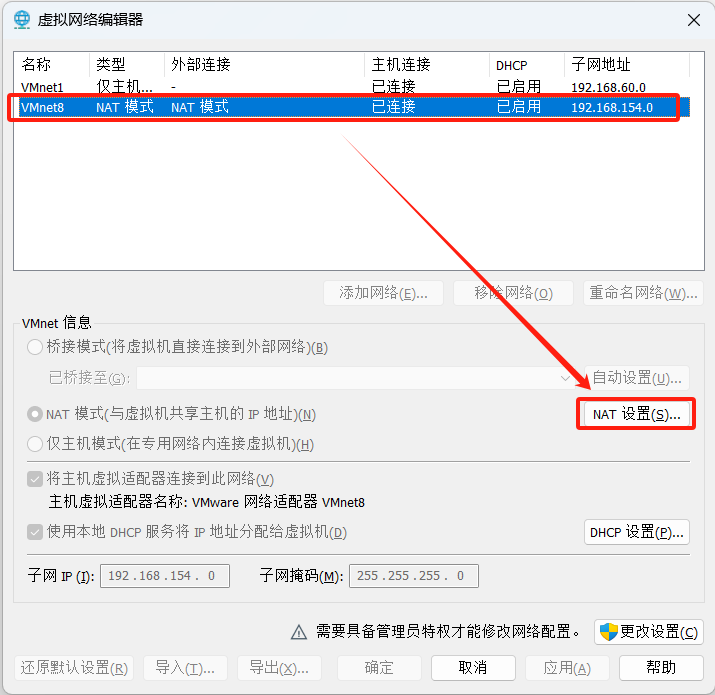 虚拟网络编辑器
名称 类型 外部连接 主机连接 DHCP 子网地址
VMnet1 仅主机... - 已连接 已启用 192.168.60.0
VMnet8 NAT 模式 NAT 模式 已连接 已启用 192.168.154.0
添加网络(E)... 移除网络(O) 重命名网络(W)...
VMnet 信息
桥接模式(将虚拟机直接连接到外部网络)(B)
已桥接至(G): 自动设置(U)...
NAT 模式(与虚拟机共享主机的 IP 地址)(N) NAT 设置(S)...
仅主机模式(在专用网络内连接虚拟机)(H)
将主机虚拟适配器连接到此网络(V)
主机虚拟适配器名称: VMware 网络适配器 VMnet8
使用本地 DHCP 服务将 IP 地址分配给虚拟机(D) DHCP 设置(P)...
子网 IP (I): 192.168.154. 0 子网掩码(M): 255.255.255. 0
需要具备管理员特权才能修改网络配置。 更改设置(C)
还原默认设置(R) 导入(T)... 导出(X)... 确定 取消 应用(A) 帮助